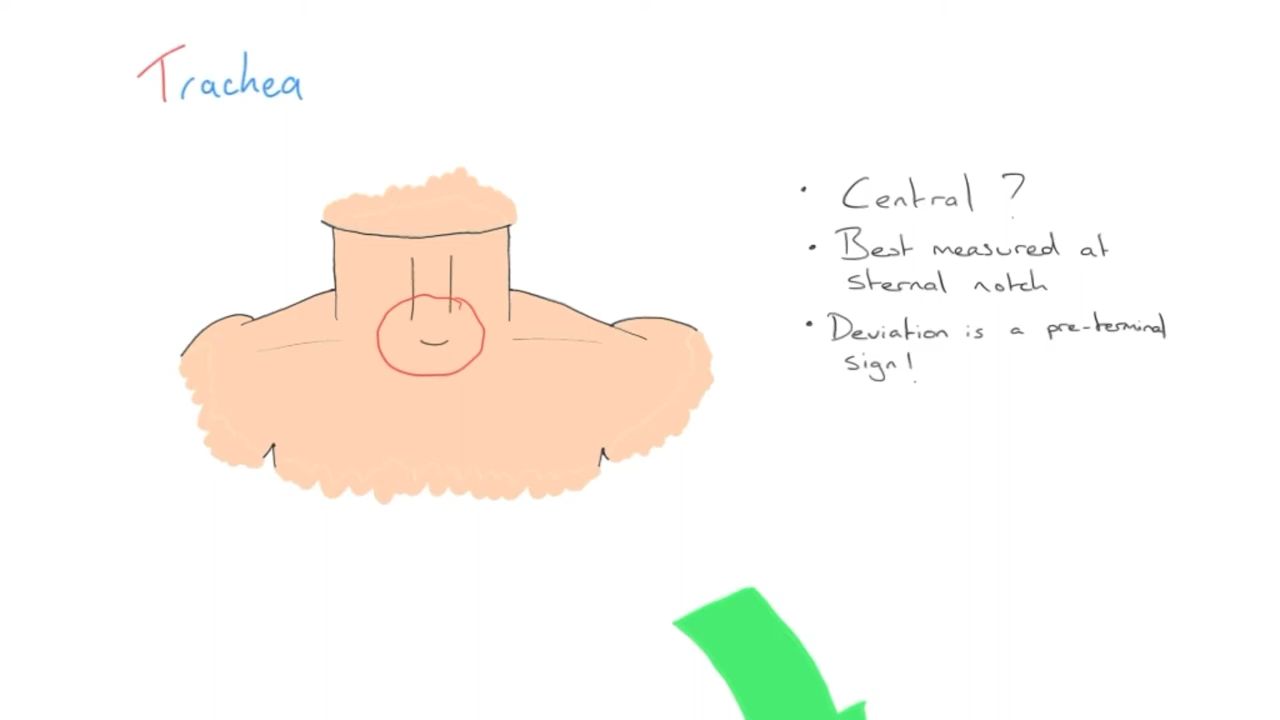 Trachea
• Central ?
• Best measured at
sternal notch
• Deviation is a pre-terminal
sign!